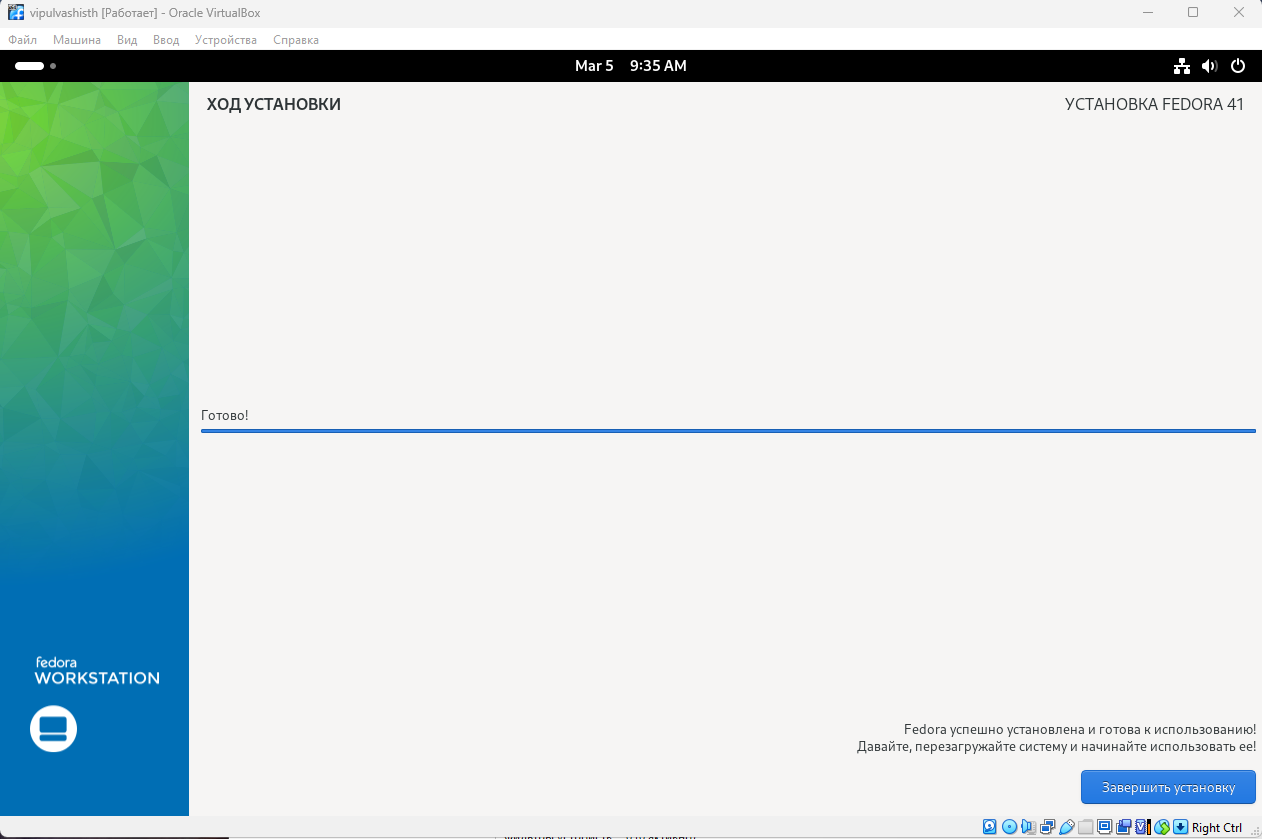 vipulvashisth [Работает] - Oracle VirtualBox
Файл Машина Вид Ввод Устройства Справка
Mar 5 9:35 AM
ХОД УСТАНОВКИ
УСТАНОВКА FEDORA 41
Готово!
fedora
WORKSTATION
Fedora успешно установлена и готова к использованию!
Давайте, перезагружайте систему и начинайте использовать ее!
Завершить установку
Right Ctrl